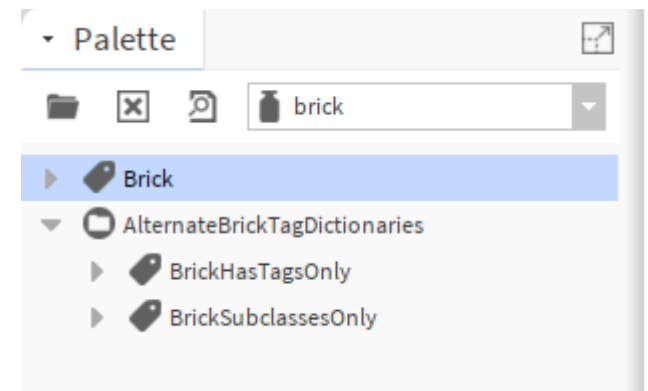 Palette
brick
Brick
AlternateBrickTagDictionaries
BrickHasTagsOnly
BrickSubclassesOnly